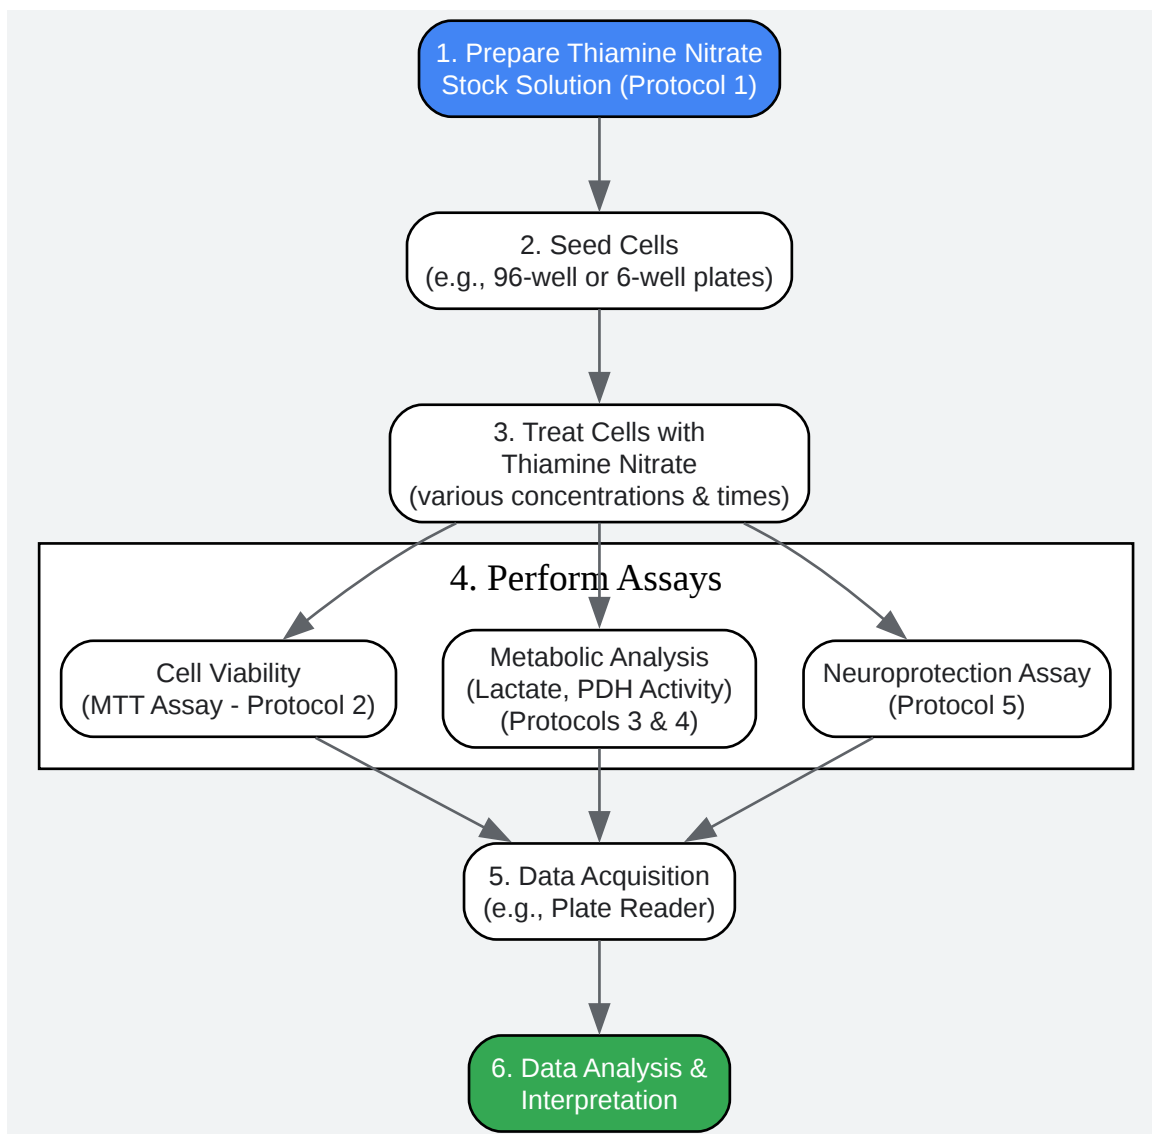 1. Prepare Thiamine Nitrate
Stock Solution (Protocol 1)
2. Seed Cells
(e.g., 96-well or 6-well plates)
3. Treat Cells with
Thiamine Nitrate
(various concentrations & times)
4. Perform Assays
Cell Viability
(MTT Assay - Protocol 2)
Metabolic Analysis
(Lactate, PDH Activity)
(Protocols 3 & 4)
Neuroprotection Assay
(Protocol 5)
5. Data Acquisition
(e.g., Plate Reader)
6. Data Analysis &
Interpretation